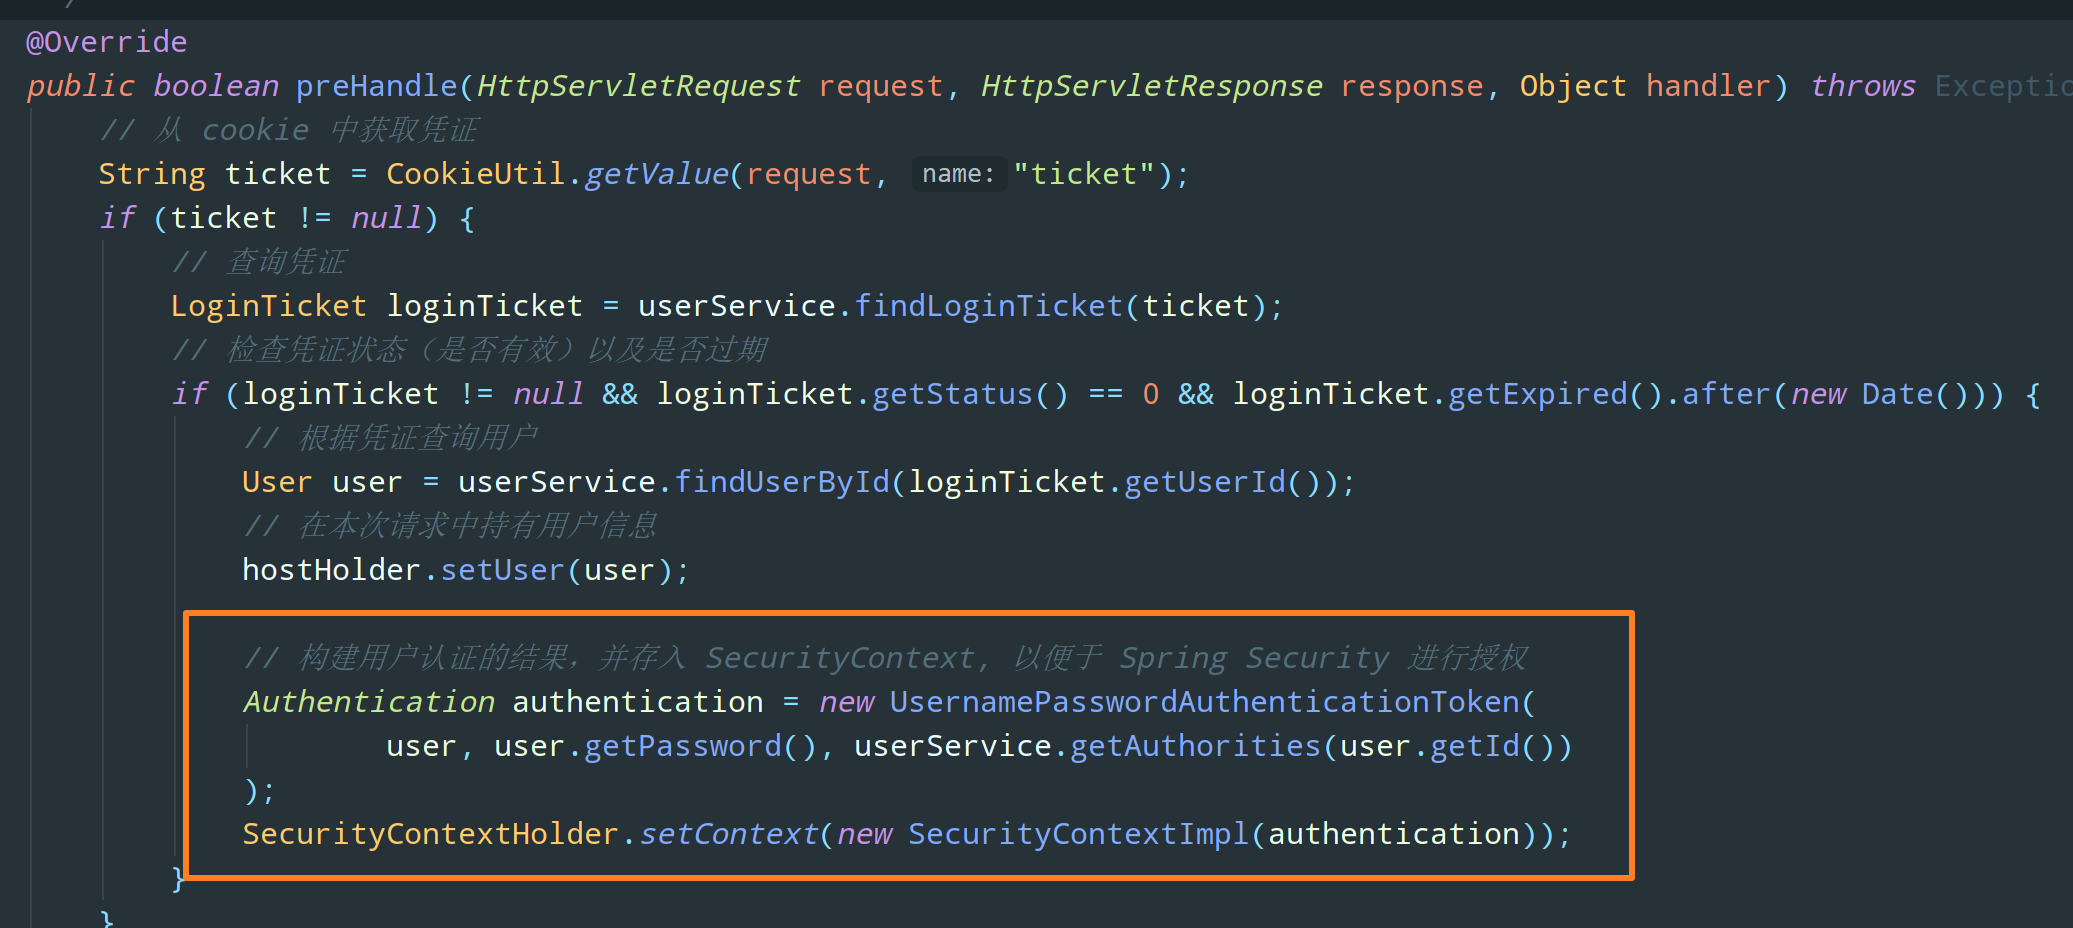 @Override
public boolean preHandle(HttpServletRequest request, HttpServletResponse response, Object handler) throws Exceptio
// 从 cookie 中获取凭证
String ticket = CookieUtil.getValue(request, name: "ticket");
if (ticket != null) {
// 查询凭证
LoginTicket loginTicket = userService.findLoginTicket(ticket);
// 检查凭证状态（是否有效）以及是否过期
if (loginTicket != null && loginTicket.getStatus() == 0 && loginTicket.getExpired().after(new Date())) {
// 根据凭证查询用户
User user = userService.findUserById(loginTicket.getUserId());
// 在本次请求中持有用户信息
hostHolder.setUser(user);
// 构建用户认证的结果，并存入 SecurityContext, 以便于 Spring Security 进行授权
Authentication authentication = new UsernamePasswordAuthenticationToken(
user, user.getPassword(), userService.getAuthorities(user.getId())
);
SecurityContextHolder.setContext(new SecurityContextImpl(authentication));
}
}